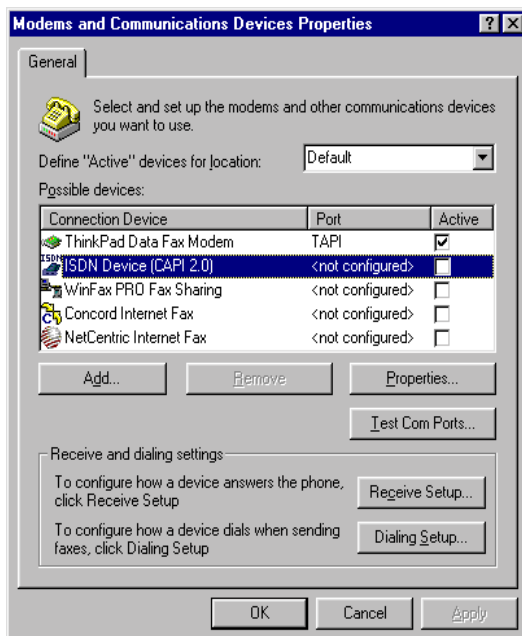 Modems and Communications Devices Properties
General
Select and set up the modems and other communications devices
you want to use.
Define "Active" devices for location: Default
Possible devices:
Connection Device Port Active
ThinkPad Data Fax Modem TAPI
ISDN ISDN Device (CAPI 2.0) <not configured>
WinFax PRO Fax Sharing <not configured>
Concord Internet Fax <not configured>
NetCentric Internet Fax <not configured>
Add... Remove Properties...
Test Com Ports...
Receive and dialing settings
To configure how a device answers the phone,
click Receive Setup
Receive Setup...
To configure how a device dials when sending
faxes, click Dialing Setup
Dialing Setup...
OK Cancel Apply